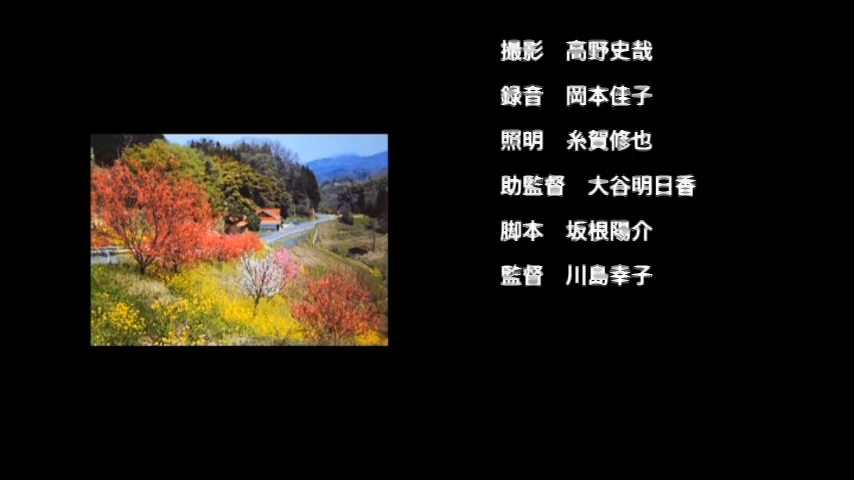 撮影　高野史哉
録音　岡本佳子
照明　糸賀修也
助監督　大谷明日香
脚本　坂根陽介
監督　川島幸子